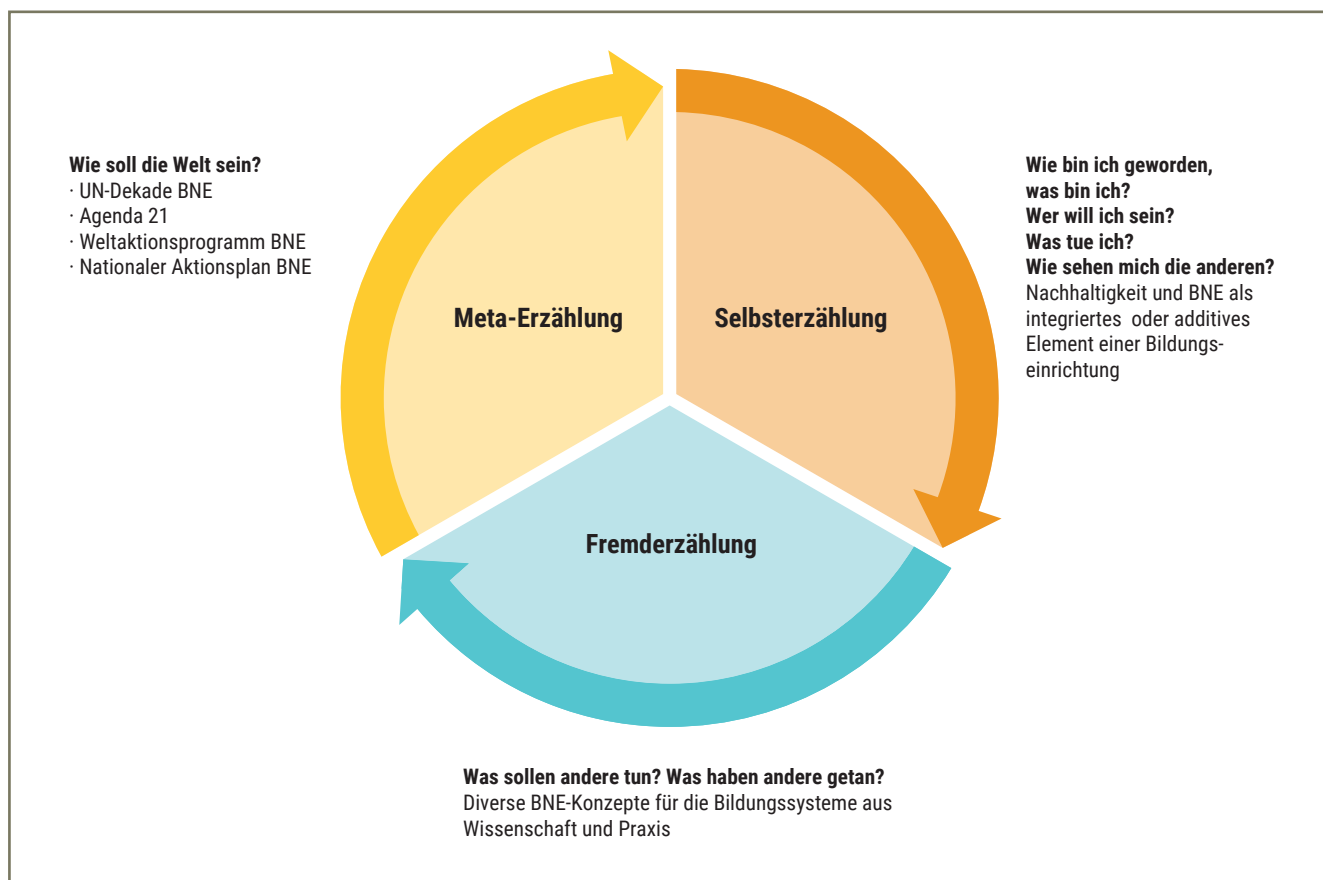 Wie soll die Welt sein?
· UN-Dekade BNE
· Agenda 21
· Weltaktionsprogramm BNE
· Nationaler Aktionsplan BNE
Meta-Erzählung
Selbsterzählung
Wie bin ich geworden,
was bin ich?
Wer will ich sein?
Was tue ich?
Wie sehen mich die anderen?
Nachhaltigkeit und BNE als
integriertes oder additives
Element einer Bildungs-
einrichtung
Fremderzählung
Was sollen andere tun? Was haben andere getan?
Diverse BNE-Konzepte für die Bildungssysteme aus
Wissenschaft und Praxis